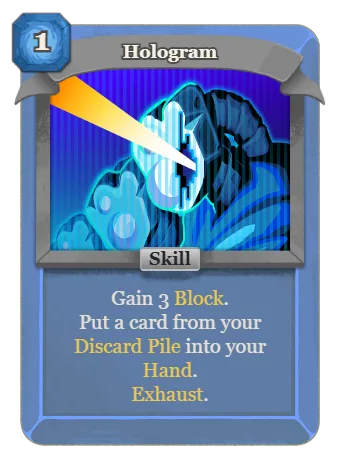 1
Hologram
Skill
Gain 3 Block.
Put a card from your
Discard Pile into your
Hand.
Exhaust.